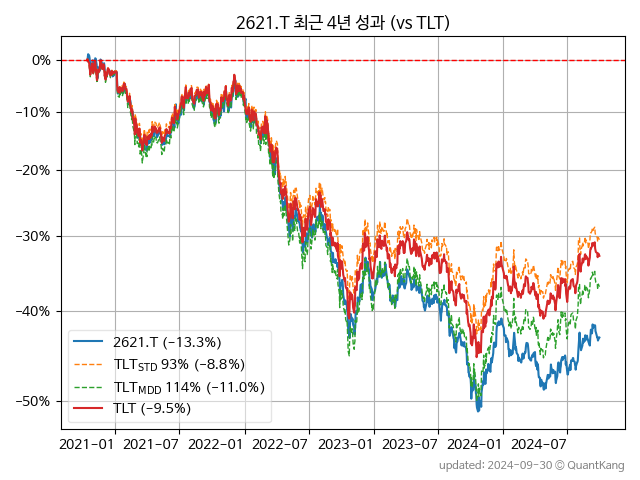 2621.T 최근 4년 성과 (vs TLT)
0%
−10%
−20%
−30%
−40%
−50%
2621.T (−13.3%)
TLTSTD 93% (−8.8%)
TLTMDD 114% (−11.0%)
TLT (−9.5%)
2021−01 2021−07 2022−01 2022−07 2023−01 2023−07 2024−01 2024−07
updated: 2024-09-30 © QuantKang